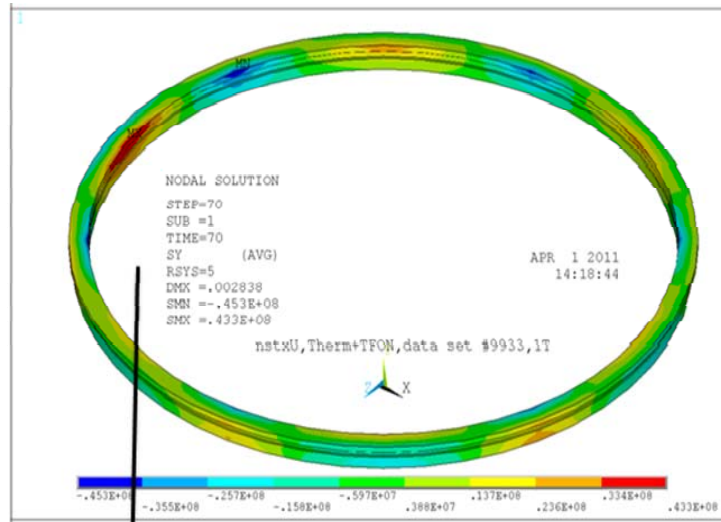 1
MN
MX
NODAL SOLUTION
STEP=70
SUB =1
TIME=70
SY (AVG)
RSYS=5
DMX =.002838
SMN =-.453E+08
SMX =.433E+08
APR 1 2011
14:18:44
nstxU,Therm+TFON,data set #9933,1T
Z X
-.453E+08 -.355E+08 -.257E+08 -.158E+08 -.597E+07 .388E+07 .137E+08 .236E+08 .334E+08 .433E+08